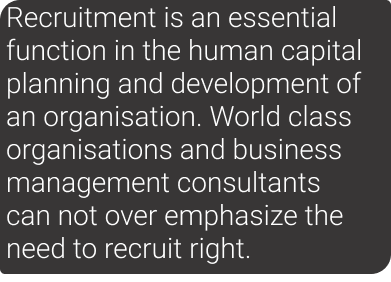 Recruitment is an essential
function in the human capital
planning and development of
an organisation. World class
organisations and business
management consultants
can not over emphasize the
need to recruit right.